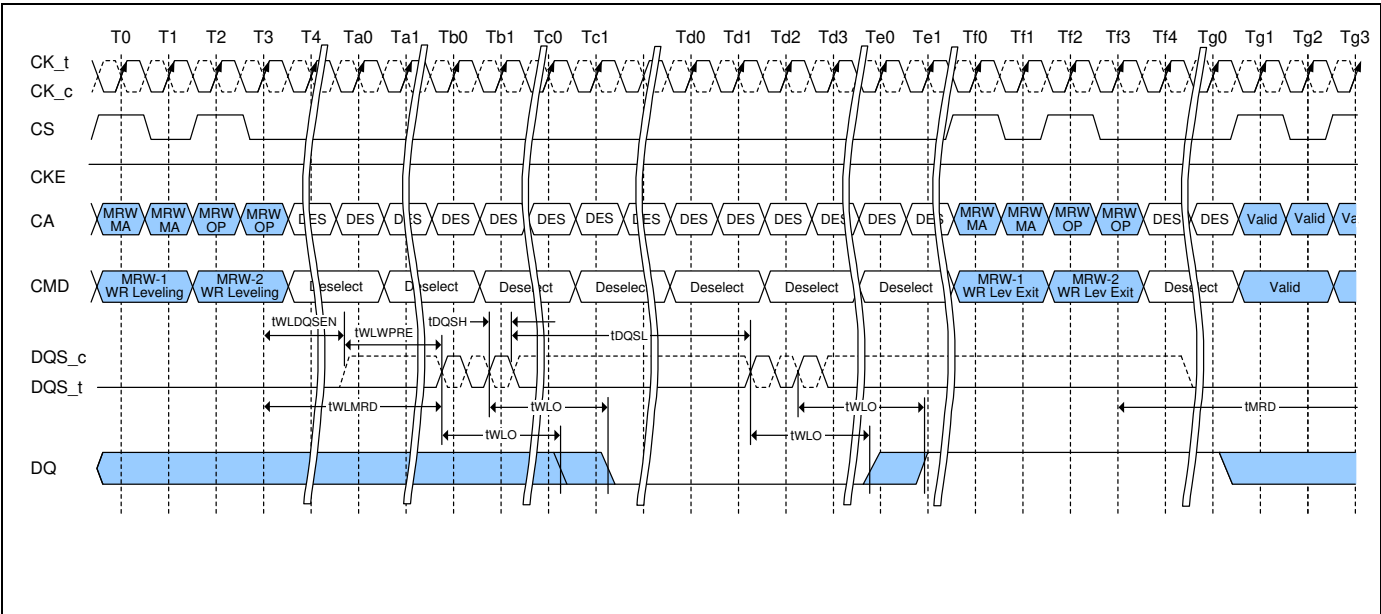 T0 T1 T2 T3 T4 Ta0 Ta1 Tb0 Tb1 Tc0 Tc1 Td0 Td1 Td2 Td3 Te0 Te1 Tf0 Tf1 Tf2 Tf3 Tf4 Tg0 Tg1 Tg2 Tg3
CK_t
CK_c
CS
CKE
CA
MRW MA
MRW MA
MRW OP
MRW OP
DES DES DES DES DES DES DES DES DES DES DES DES DES DES
MRW MA
MRW MA
MRW OP
MRW OP
DES DES Valid Valid Va
CMD
MRW-1 WR Leveling
MRW-2 WR Leveling
Deselect Deselect Deselect Deselect Deselect Deselect Deselect
MRW-1 WR Lev Exit
MRW-2 WR Lev Exit
Deselect Valid
tWLDQSEN
tWLWPRE
tDQSH
tDQSL
DQS_c
DQS_t
tWLMRD tWLO tWLO tMRD
tWLO tWLO
DQ